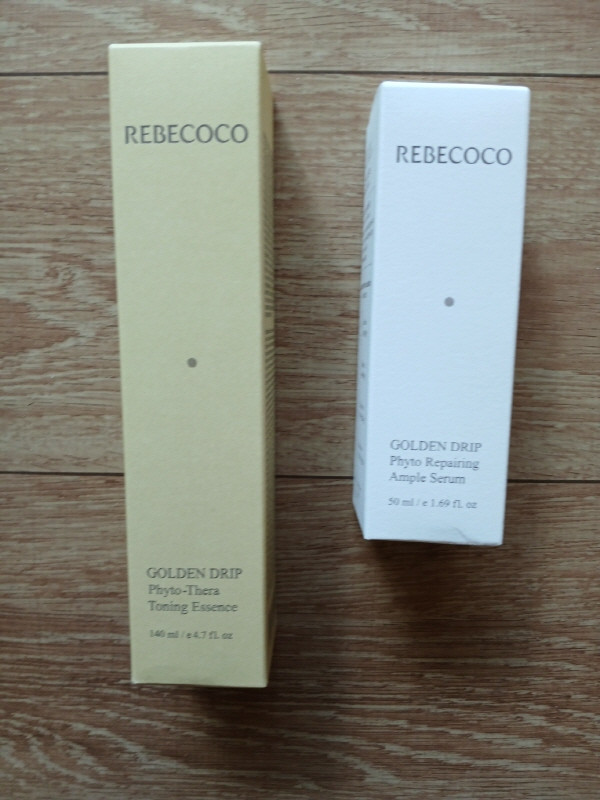 REBECOCO
GOLDEN DRIP
Phyto-Thera
Toning Essence
140 ml / e 4.7 fl. oz
REBECOCO
GOLDEN DRIP
Phyto Repairing
Ample Serum
50 ml / e 1.69 fl. oz